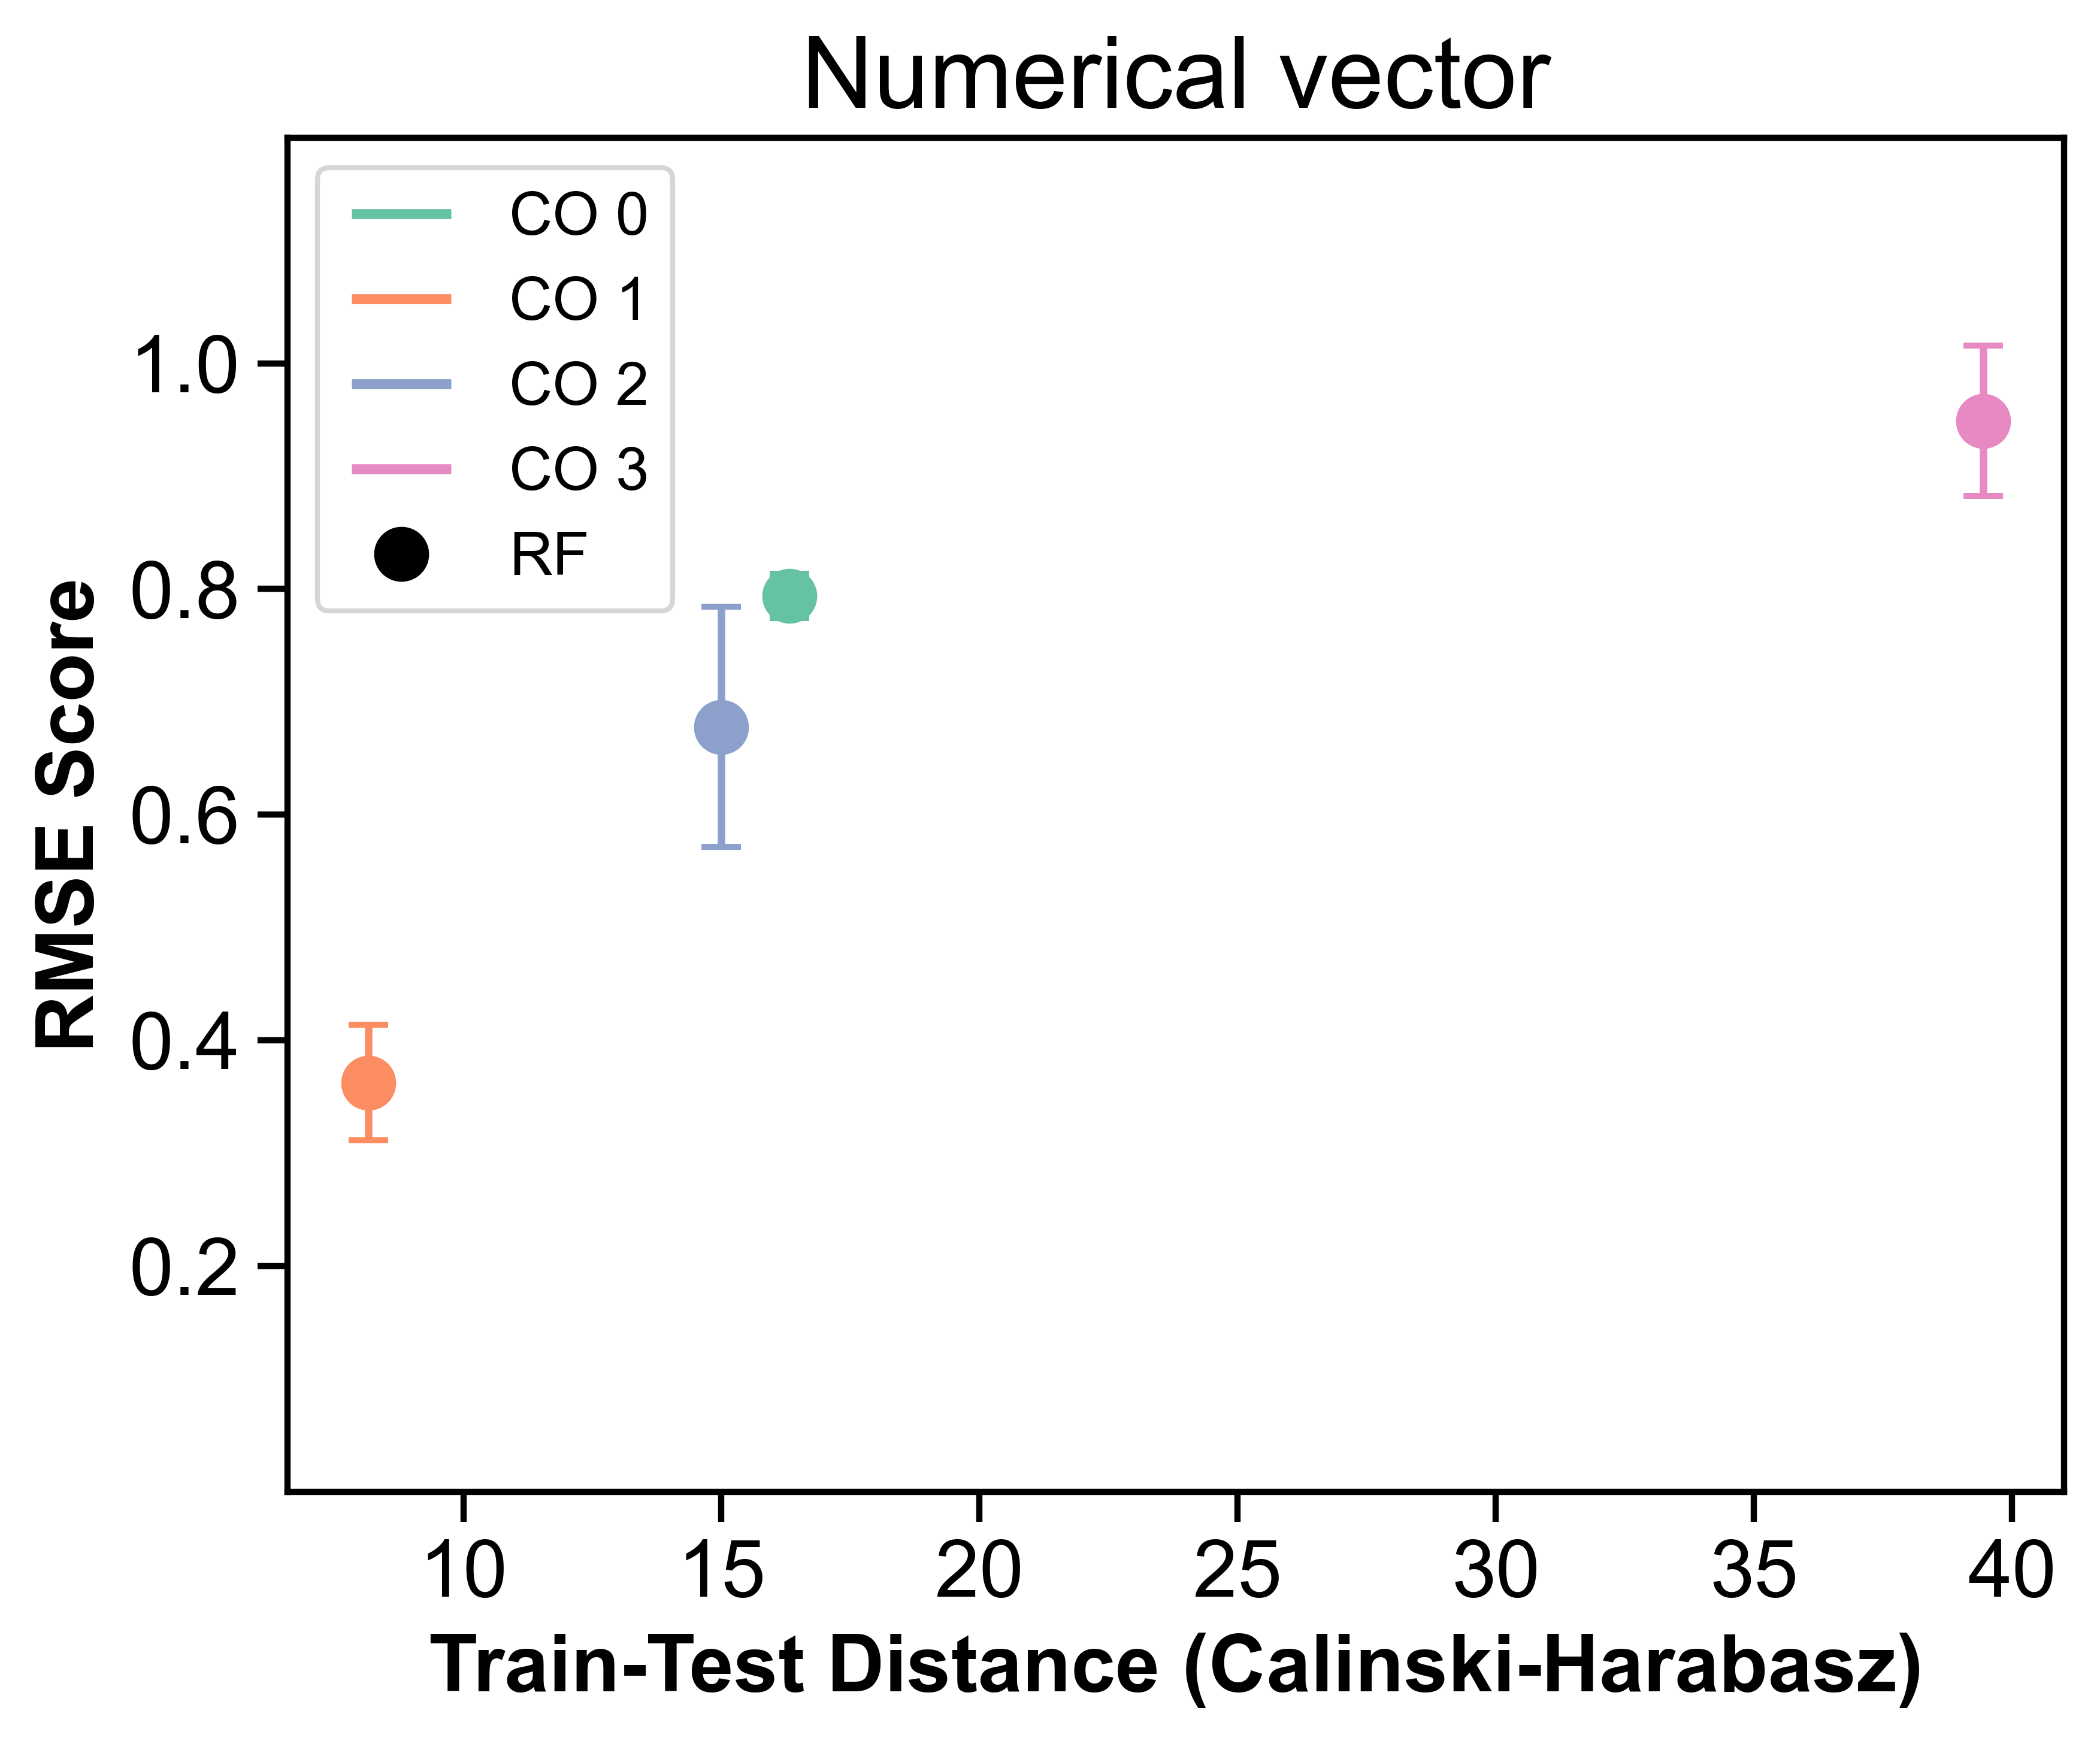 Numerical vector
CO 0
CO 1
CO 2
CO 3
RF
RMSE Score
1.0
0.8
0.6
0.4
0.2
10 15 20 25 30 35 40
Train-Test Distance (Calinski-Harabasz)